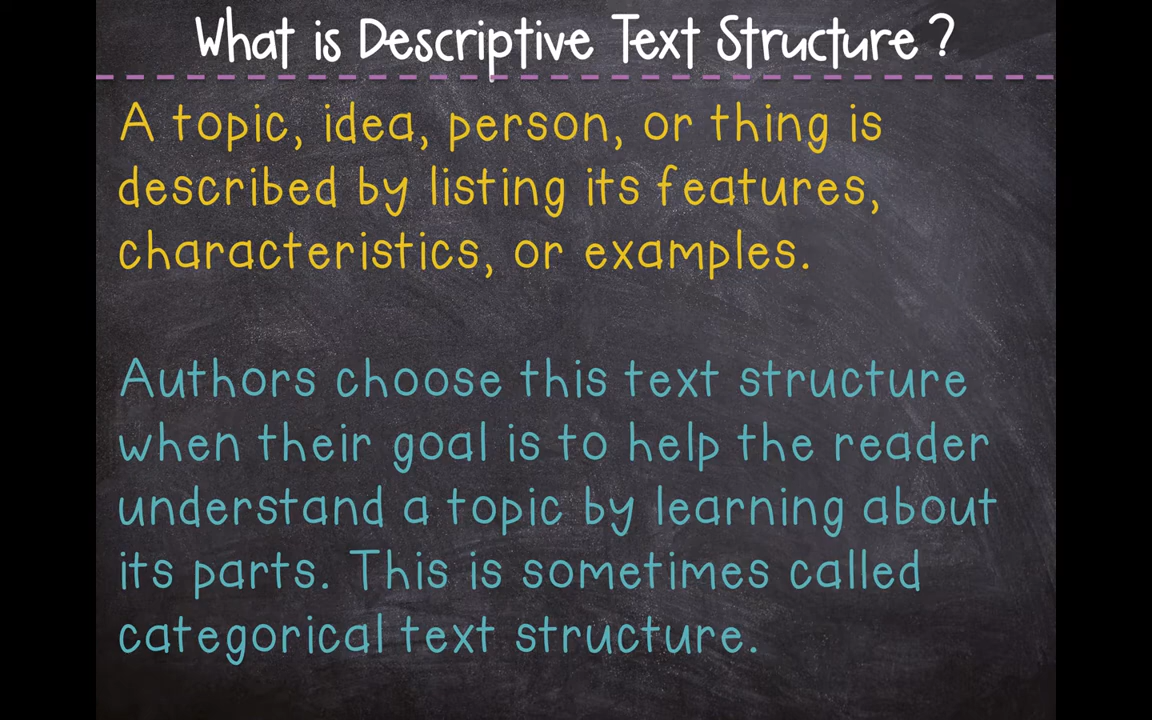 What is Descriptive Text Structure?
A topic, idea, person, or thing is
described by listing its features,
characteristics, or examples.
Authors choose this text structure
when their goal is to help the reader
understand a topic by learning about
its parts. This is sometimes called
categorical text structure.